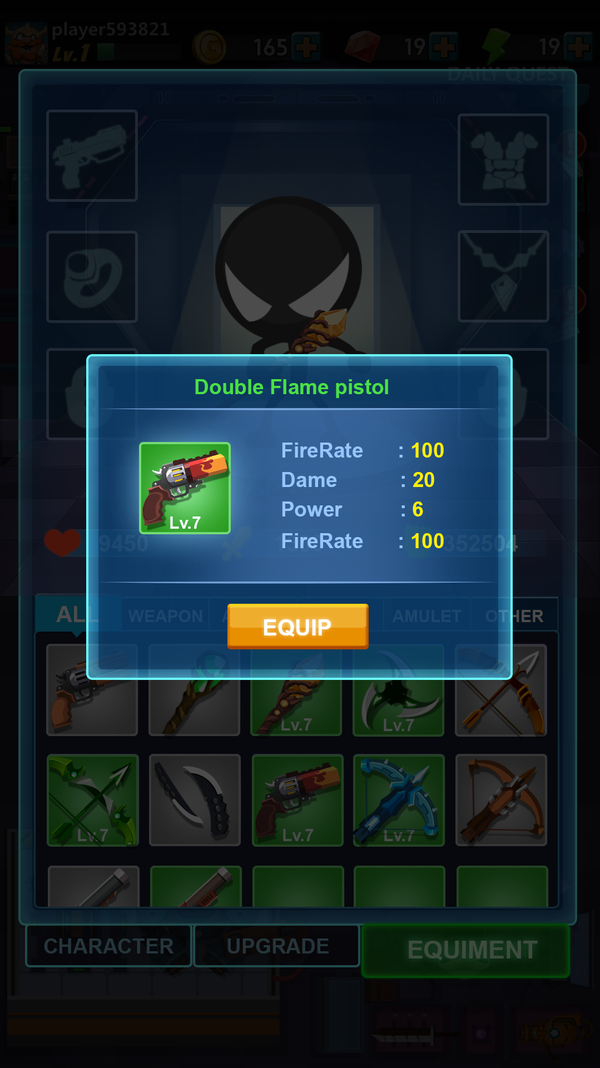 player593821
Lv.1
165
19
19
DAILY QUEST
Double Flame pistol
FireRate : 100
Dame : 20
Power : 6
FireRate : 100
Lv.7
9450
352504
EQUIP
ALL
WEAPON
AMULET
OTHER
Lv.7
Lv.7
Lv.7
Lv.7
Lv.7
CHARACTER
UPGRADE
EQUIMENT